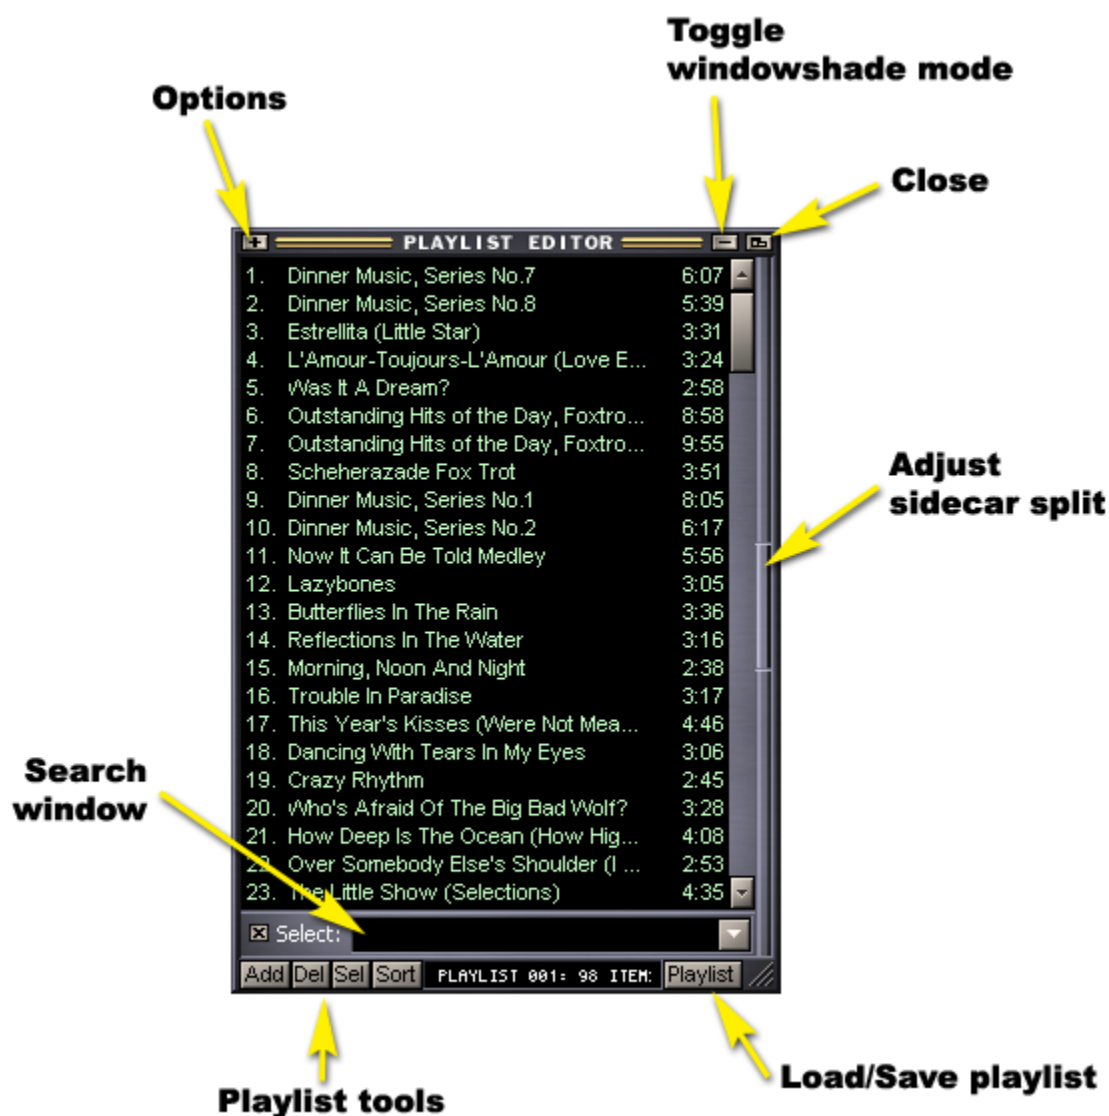 Toggle
windowshade mode
Options
Close
PLAYLIST EDITOR
1. Dinner Music, Series No.7 6:07
2. Dinner Music, Series No.8 5:39
3. Estrellita (Little Star) 3:31
4. L'Amour-Toujours-L'Amour (Love E... 3:24
5. Was It A Dream? 2:58
6. Outstanding Hits of the Day, Foxtro... 8:58
7. Outstanding Hits of the Day, Foxtro... 9:55
8. Scheherazade Fox Trot 3:51
9. Dinner Music, Series No.1 8:05
10. Dinner Music, Series No.2 6:17
11. Now It Can Be Told Medley 5:56
12. Lazybones 3:05
13. Butterflies In The Rain 3:36
14. Reflections In The Water 3:16
15. Morning, Noon And Night 2:38
16. Trouble In Paradise 3:17
17. This Year's Kisses (Were Not Mea... 4:46
18. Dancing With Tears In My Eyes 3:06
19. Crazy Rhythm 2:45
20. Who's Afraid Of The Big Bad Wolf? 3:28
21. How Deep Is The Ocean (How Hig... 4:08
22. Over Somebody Else's Shoulder (I ... 2:53
23. The Little Show (Selections) 4:35
Adjust
sidecar split
Search
window
Select:
Add Del Sel Sort PLAYLIST 001: 98 ITEM: Playlist
Load/Save playlist
Playlist tools